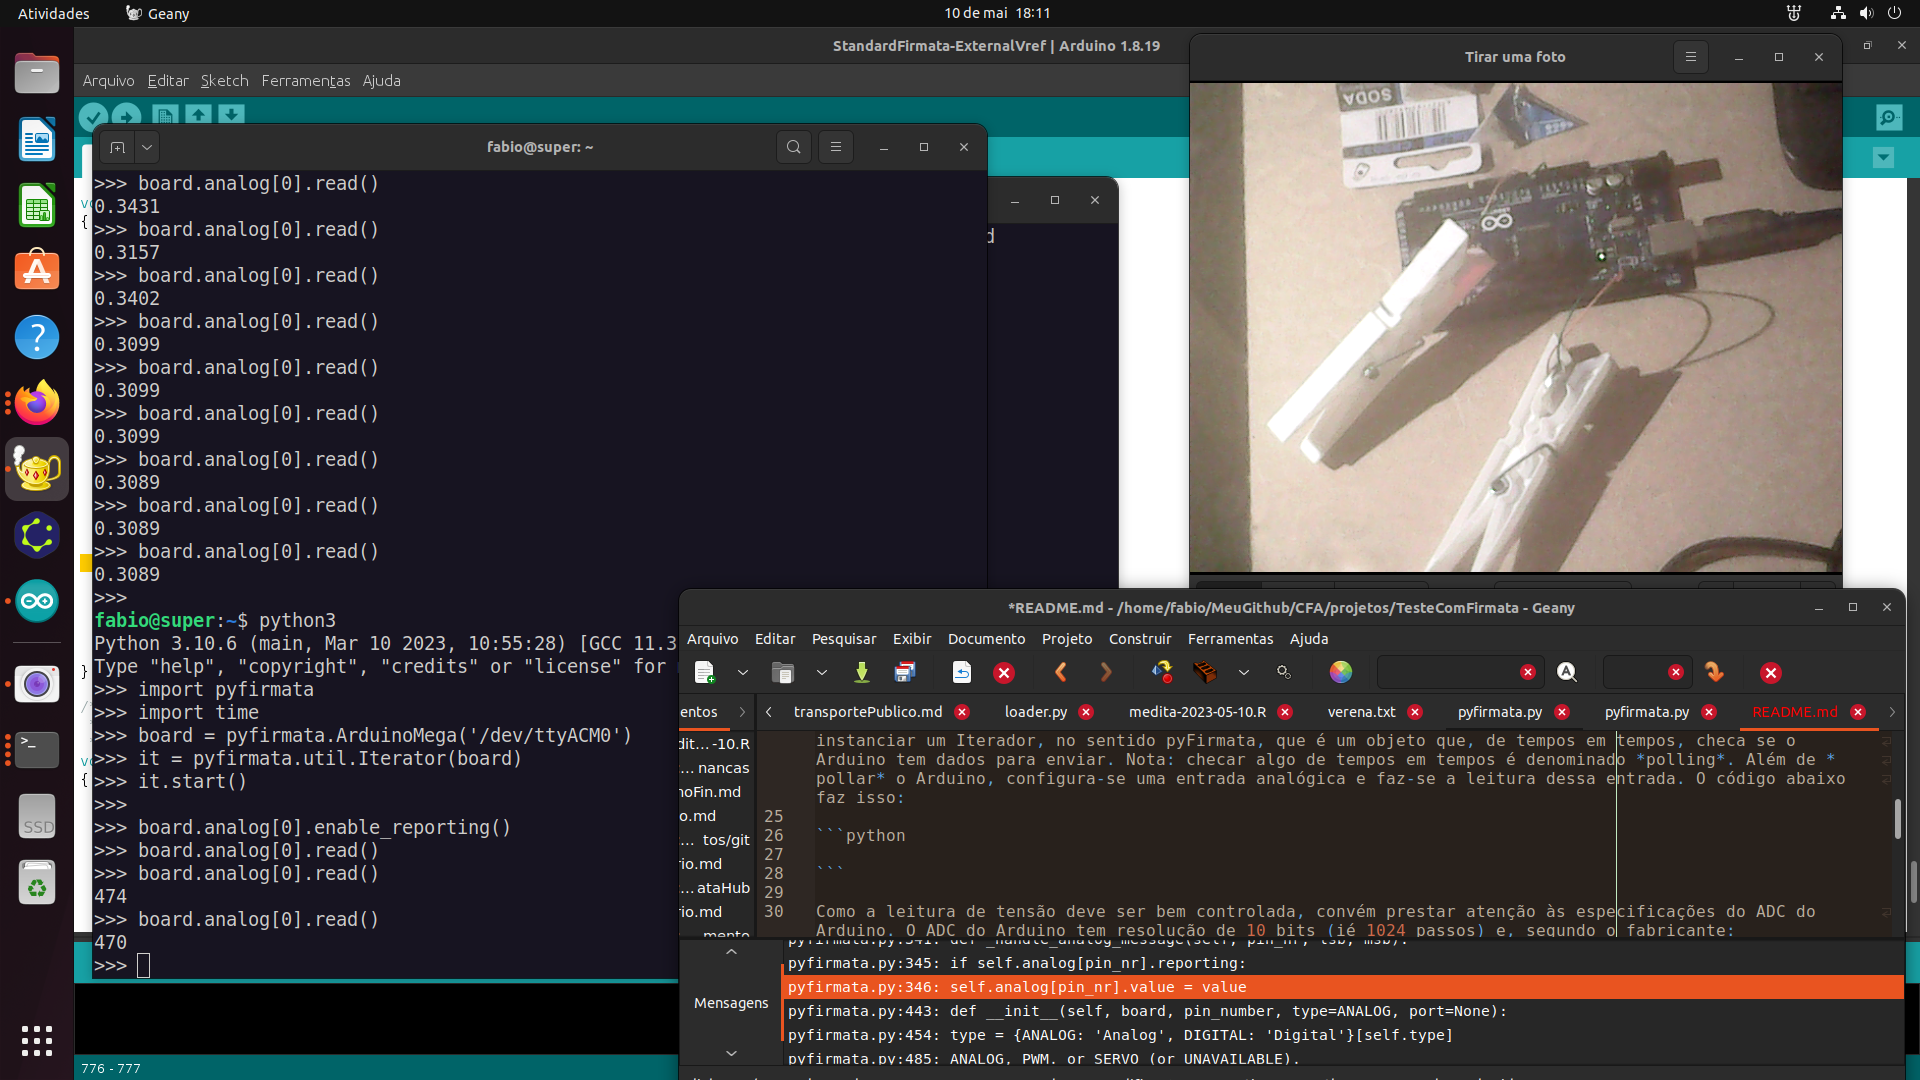 Atividades
Geany
10 de mai 18:11
StandardFirmata-ExternalVref | Arduino 1.8.19
Arquivo Editar Sketch Ferramentas Ajuda
fabio@super: ~
>>> board.analog[0].read()
0.3431
>>> board.analog[0].read()
0.3157
>>> board.analog[0].read()
0.3402
>>> board.analog[0].read()
0.3099
>>> board.analog[0].read()
0.3099
>>> board.analog[0].read()
0.3099
>>> board.analog[0].read()
0.3089
>>> board.analog[0].read()
0.3089
>>> board.analog[0].read()
0.3089
>>>
fabio@super:~$ python3
Python 3.10.6 (main, Mar 10 2023, 10:55:28) [GCC 11.3
Type "help", "copyright", "credits" or "license" for
>>> import pyfirmata
>>> import time
>>> board = pyfirmata.ArduinoMega('/dev/ttyACM0')
>>> it = pyfirmata.util.Iterator(board)
>>> it.start()
>>>
>>> board.analog[0].enable_reporting()
>>> board.analog[0].read()
>>> board.analog[0].read()
474
>>> board.analog[0].read()
470
>>>
d
Tirar uma foto
SODA
*README.md - /home/fabio/MeuGithub/CFA/projetos/TesteComFirmata - Geany
Arquivo Editar Pesquisar Exibir Documento Projeto Construir Ferramentas Ajuda
entos
transportePublico.md loader.py medita-2023-05-10.R verena.txt pyfirmata.py pyfirmata.py README.md
dit...-10.R
... nancas
noFin.md
o.md
... tos/git
rio.md
...ataHub
rio.md
... mento
instanciar um Iterador, no sentido pyFirmata, que é um objeto que, de tempos em tempos, checa se o
Arduino tem dados para enviar. Nota: checar algo de tempos em tempos é denominado *polling*. Além de *
pollar* o Arduino, configura-se uma entrada analógica e faz-se a leitura dessa entrada. O código abaixo
faz isso:
25
26 ```python
27
28 ```
29
30 Como a leitura de tensão deve ser bem controlada, convém prestar atenção às especificações do ADC do
Arduino. O ADC do Arduino tem resolução de 10 bits (ié 1024 passos) e, segundo o fabricante:
Mensagens
pyfirmata.py:341: def _handle_analog_message(self, pin_nr, lsb, msb):
pyfirmata.py:345: if self.analog[pin_nr].reporting:
pyfirmata.py:346: self.analog[pin_nr].value = value
pyfirmata.py:443: def __init__(self, board, pin_number, type=ANALOG, port=None):
pyfirmata.py:454: type = {ANALOG: 'Analog', DIGITAL: 'Digital'}[self.type]
pyfirmata.py:485: ANALOG, PWM, or SERVO (or UNAVAILABLE).
SSD
776 - 777